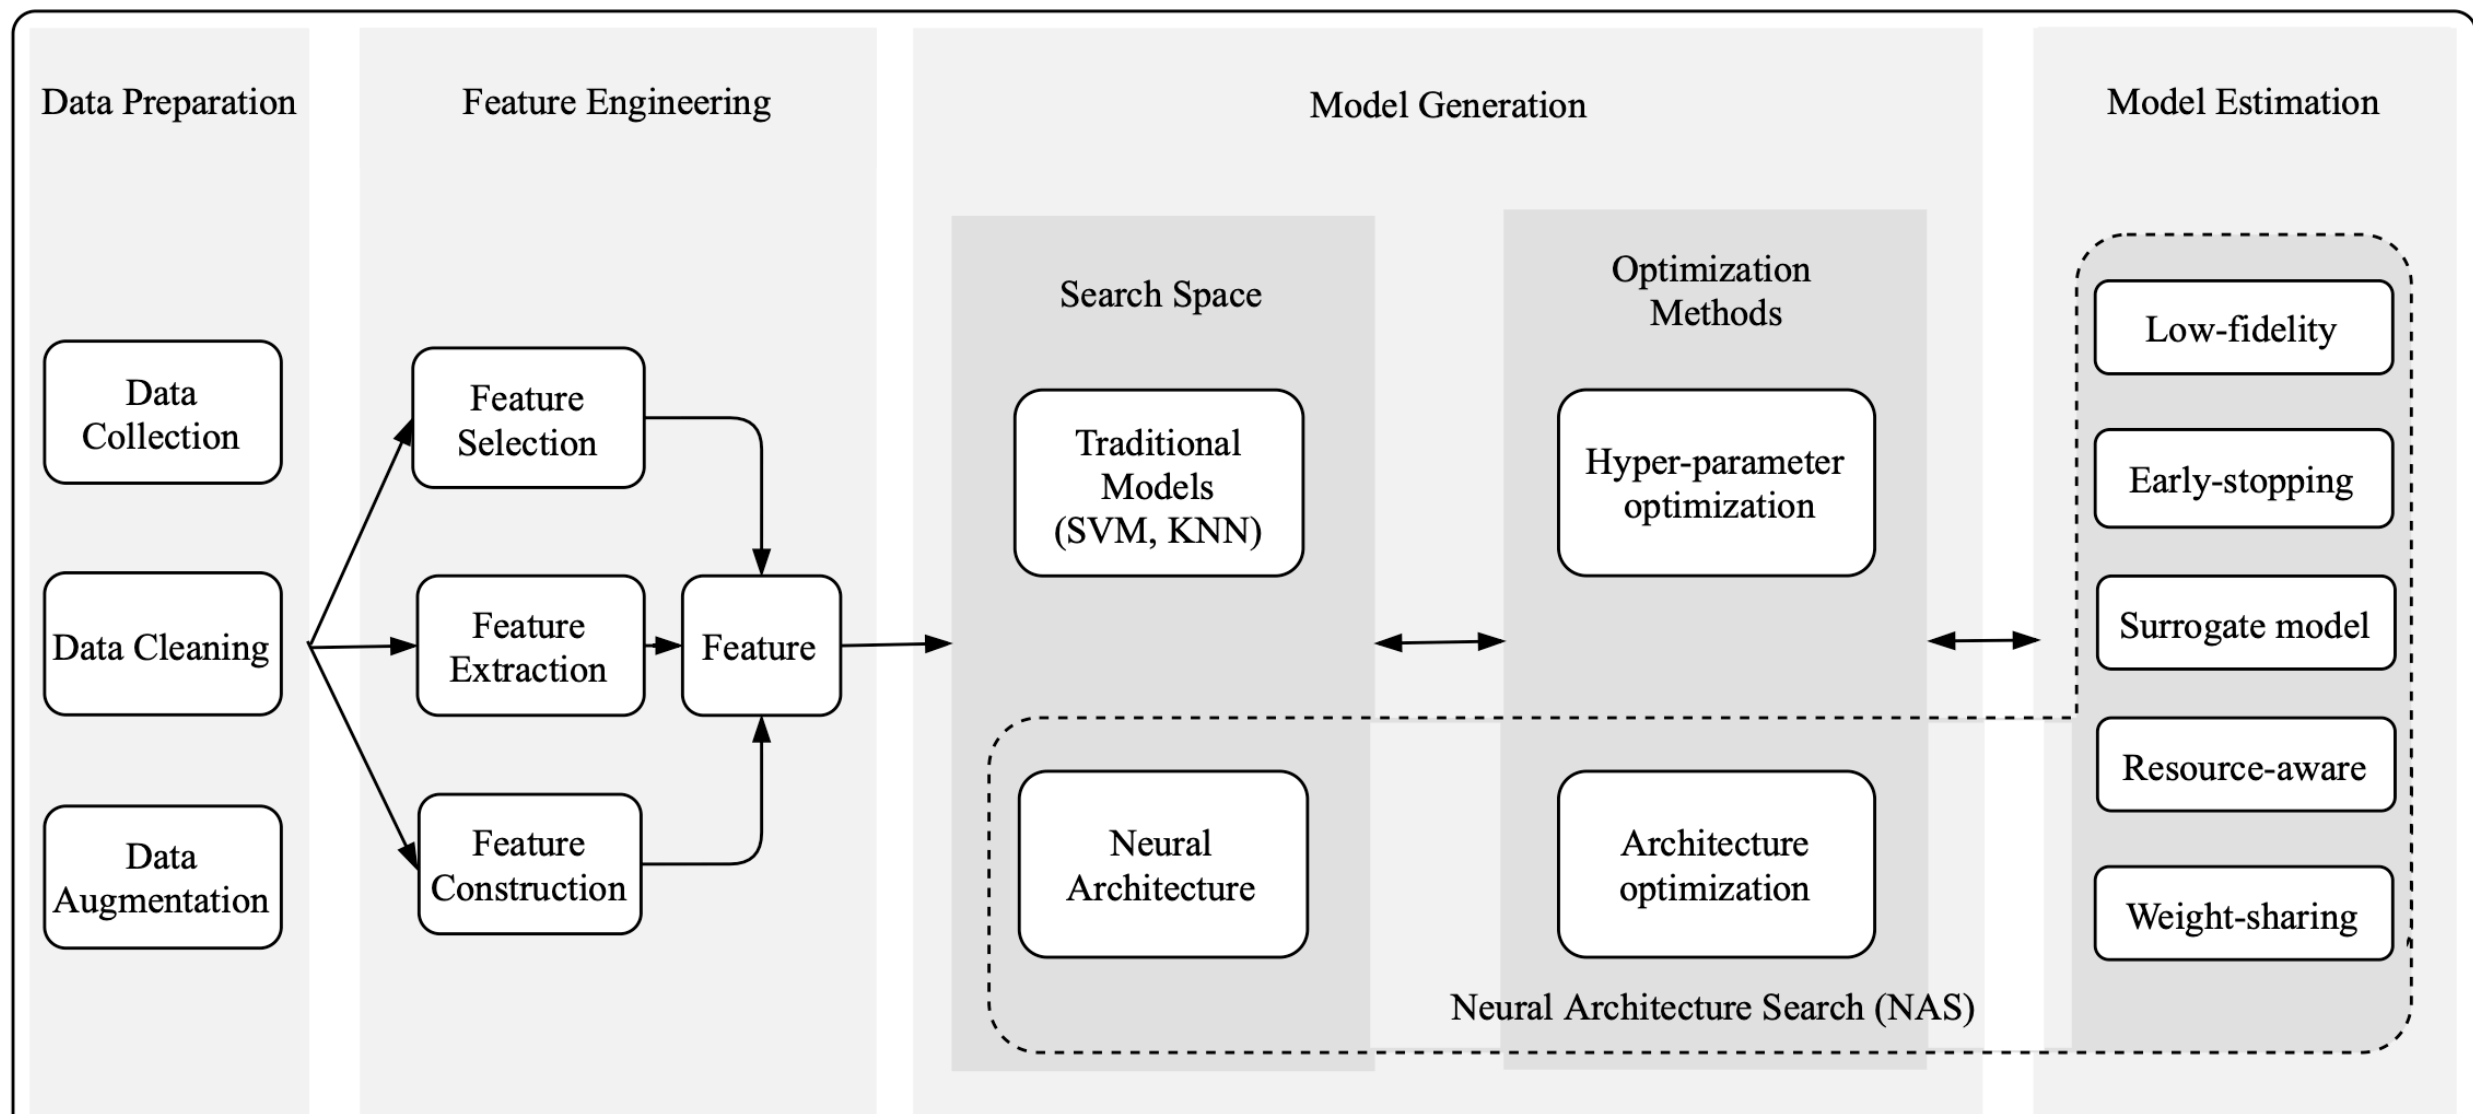 Data Preparation
Feature Engineering
Model Generation
Model Estimation
Data
Collection
Data Cleaning
Data
Augmentation
Feature
Selection
Feature
Extraction
Feature
Construction
Feature
Search Space
Traditional
Models
(SVM, KNN)
Neural
Architecture
Optimization
Methods
Hyper-parameter
optimization
Architecture
optimization
Neural Architecture Search (NAS)
Low-fidelity
Early-stopping
Surrogate model
Resource-aware
Weight-sharing